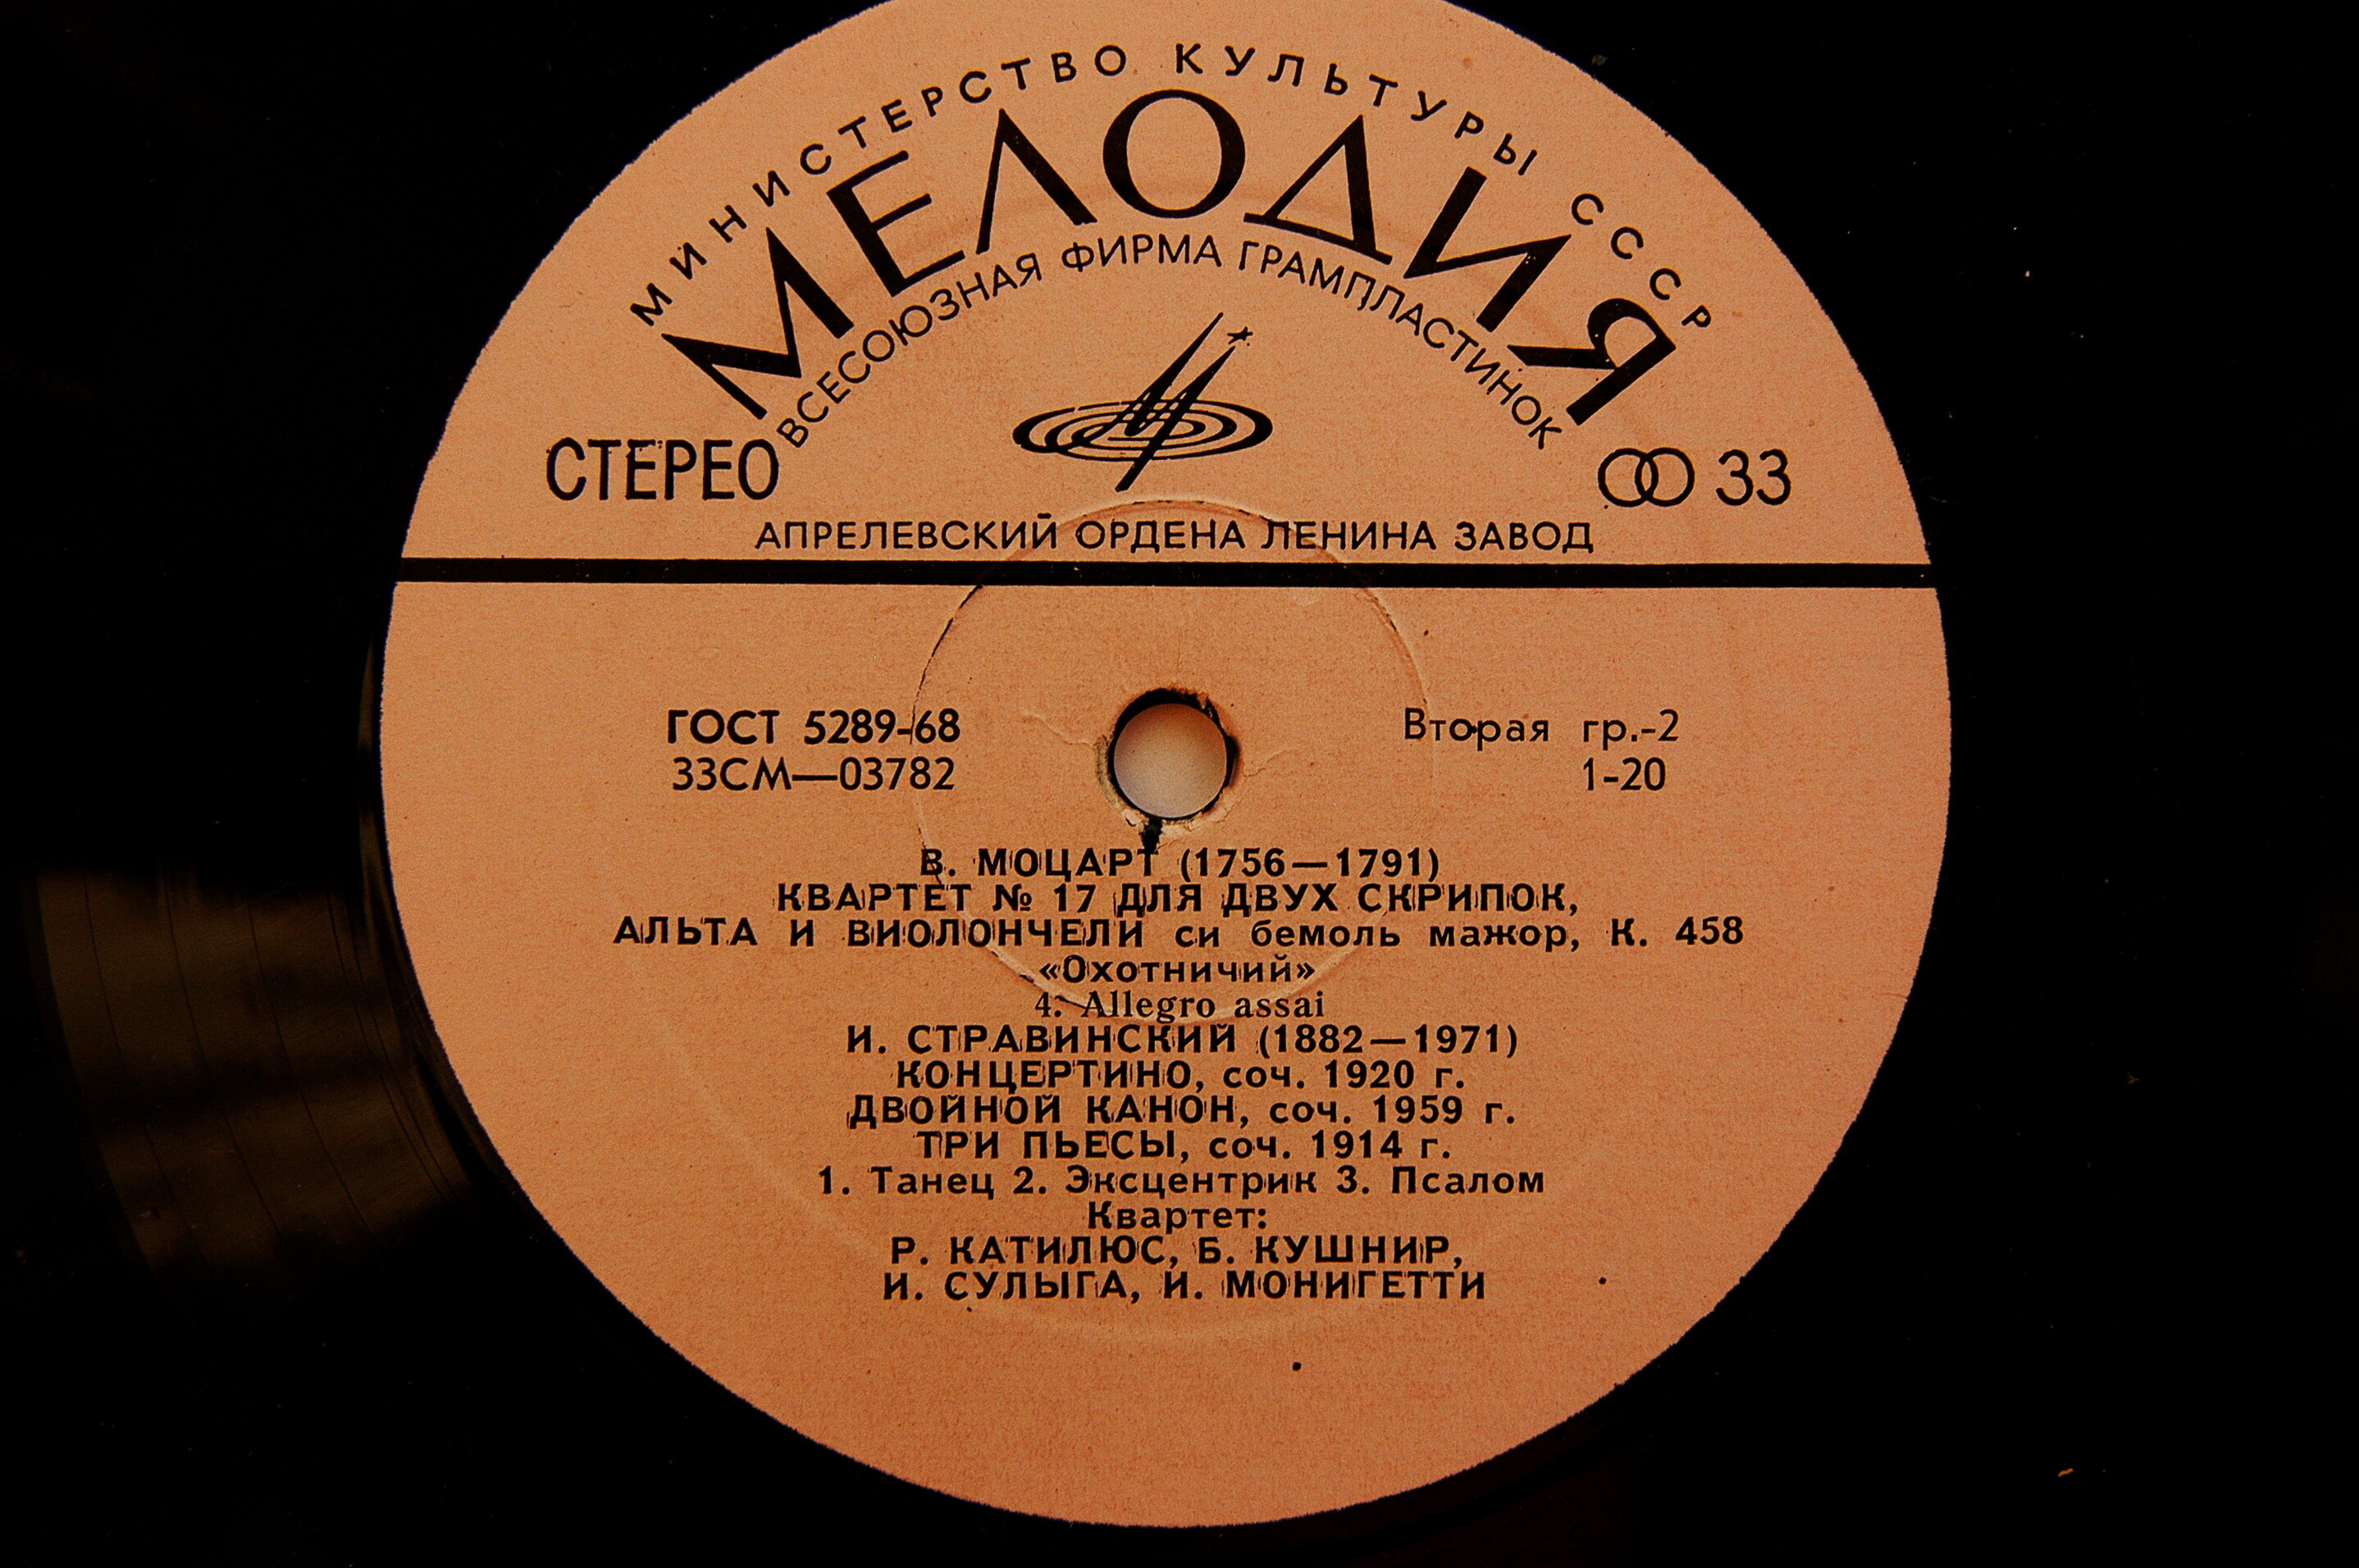 МИНИСТЕРСТВО КУЛЬТУРЫ СССР
МЕЛОДИЯ
ВСЕСОЮЗНАЯ ФИРМА ГРАМПЛАСТИНОК
СТЕРЕО
33
АПРЕЛЕВСКИЙ ОРДЕНА ЛЕНИНА ЗАВОД
ГОСТ 5289-68
Вторая гр.-2
33СМ—03782
1-20
В. МОЦАРТ (1756—1791)
КВАРТЕТ № 17 ДЛЯ ДВУХ СКРИПОК,
АЛЬТА И ВИОЛОНЧЕЛИ си бемоль мажор, К. 458
«Охотничий»
4. Allegro assai
И. СТРАВИНСКИЙ (1882—1971)
КОНЦЕРТИНО, соч. 1920 г.
ДВОЙНОЙ КАНОН, соч. 1959 г.
ТРИ ПЬЕСЫ, соч. 1914 г.
1. Танец 2. Эксцентрик 3. Псалом
Квартет:
Р. КАТИЛЮС, Б. КУШНИР,
И. СУЛЫГА, И. МОНИГЕТТИ